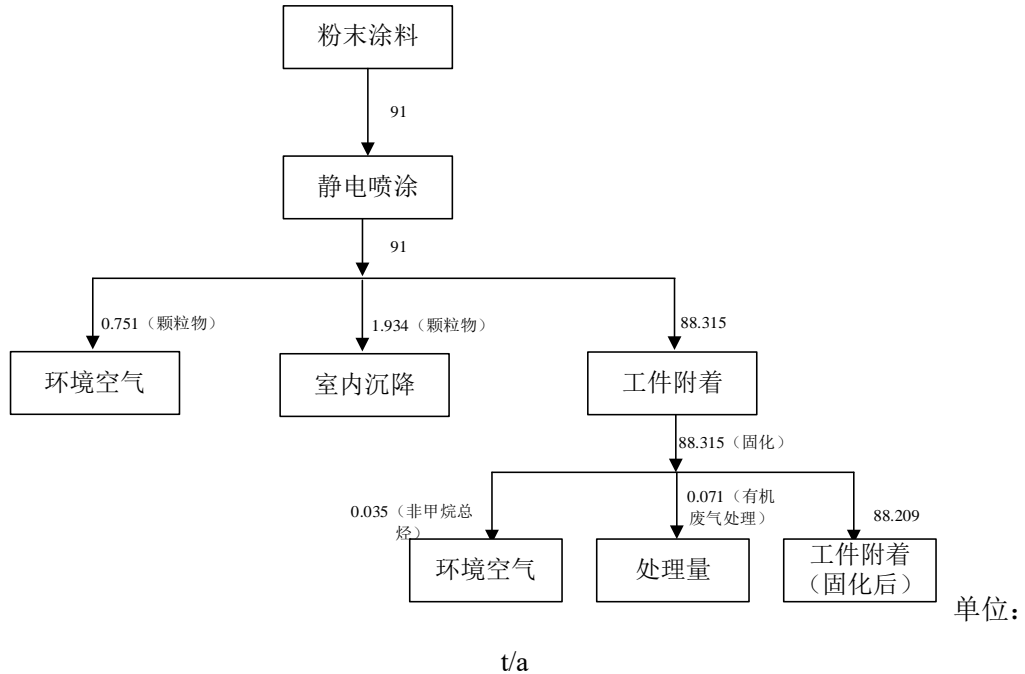 粉末涂料
91
静电喷涂
91
0.751（颗粒物）
1.934（颗粒物）
88.315
环境空气
室内沉降
工件附着
88.315（固化）
0.035（非甲烷总
烃）
0.071（有机
废气处理）
88.209
环境空气
处理量
工件附着
（固化后）
单位：
t/a